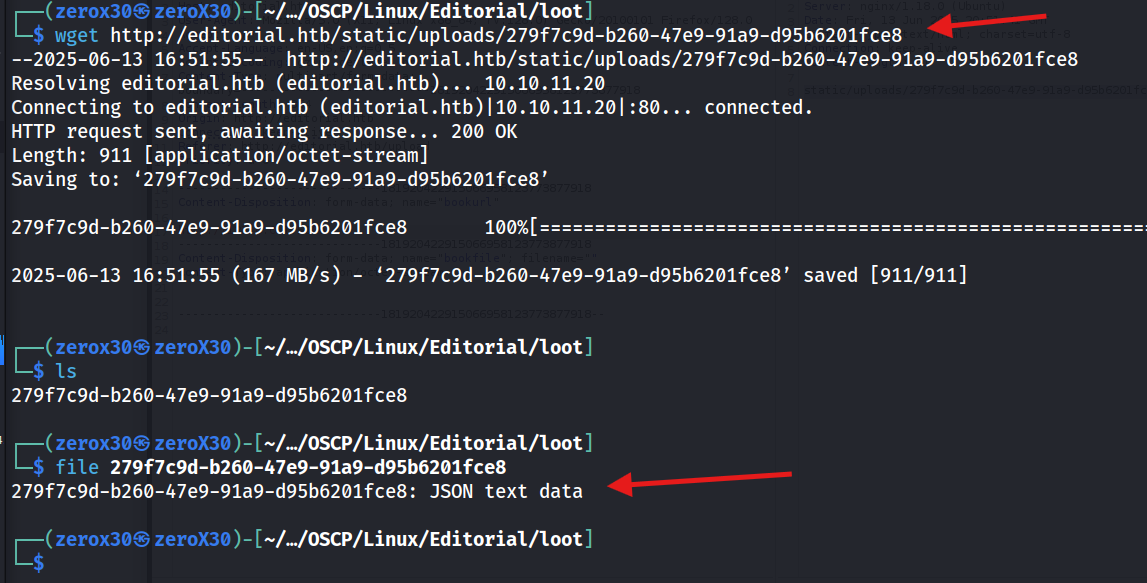 ┌──(zerox30㉿zeroX30)-[~/…/OSCP/Linux/Editorial/loot]
└─$ wget http://editorial.htb/static/uploads/279f7c9d-b260-47e9-91a9-d95b6201fce8
--2025-06-13 16:51:55--  http://editorial.htb/static/uploads/279f7c9d-b260-47e9-91a9-d95b6201fce8
Resolving editorial.htb (editorial.htb)... 10.10.11.20
Connecting to editorial.htb (editorial.htb)|10.10.11.20|:80... connected.
HTTP request sent, awaiting response... 200 OK
Length: 911 [application/octet-stream]
Saving to: ‘279f7c9d-b260-47e9-91a9-d95b6201fce8’
279f7c9d-b260-47e9-91a9-d95b6201fce8 100%[====================================================
2025-06-13 16:51:55 (167 MB/s) - ‘279f7c9d-b260-47e9-91a9-d95b6201fce8’ saved [911/911]
┌──(zerox30㉿zeroX30)-[~/…/OSCP/Linux/Editorial/loot]
└─$ ls
279f7c9d-b260-47e9-91a9-d95b6201fce8
┌──(zerox30㉿zeroX30)-[~/…/OSCP/Linux/Editorial/loot]
└─$ file 279f7c9d-b260-47e9-91a9-d95b6201fce8
279f7c9d-b260-47e9-91a9-d95b6201fce8: JSON text data
┌──(zerox30㉿zeroX30)-[~/…/OSCP/Linux/Editorial/loot]
└─$